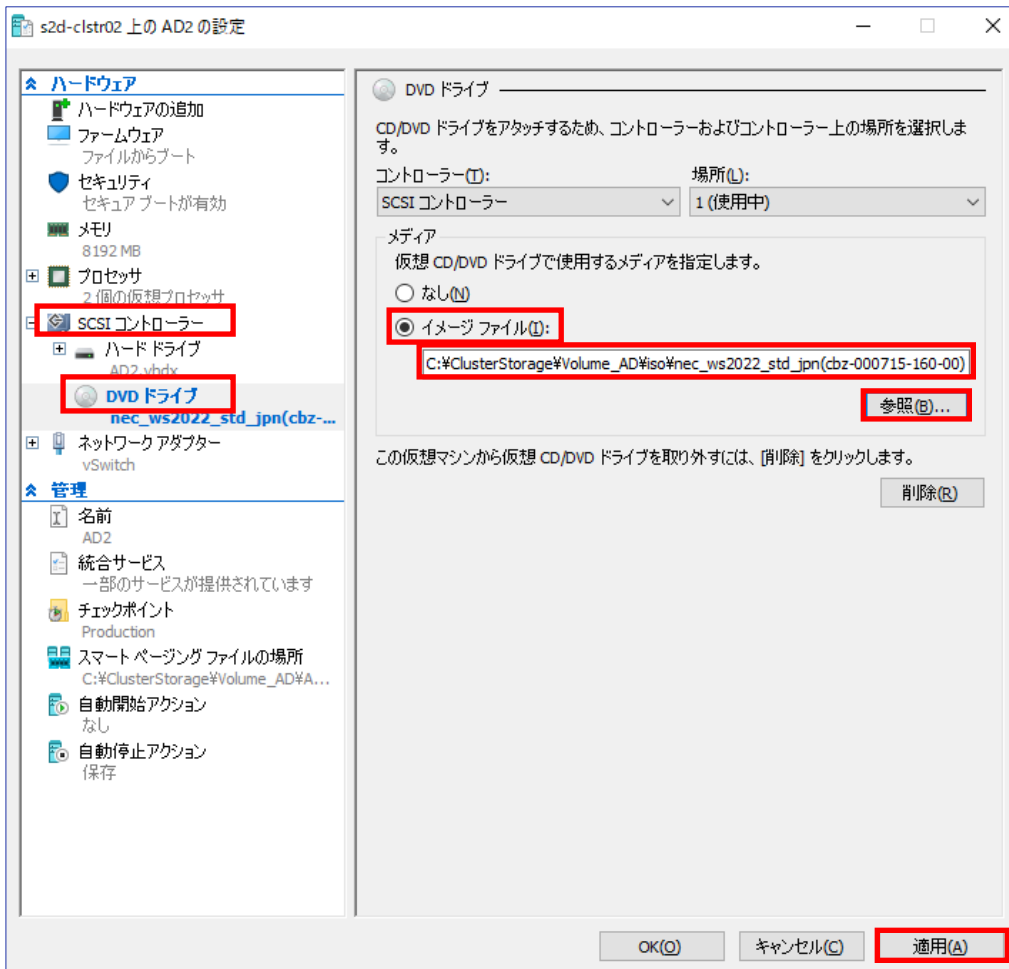 s2d-clstr02 上の AD2 の設定
ハードウェア
ハードウェアの追加
ファームウェア
ファイルからブート
セキュリティ
セキュア ブートが有効
メモリ
8192 MB
プロセッサ
2 個の仮想プロセッサ
SCSI コントローラー
ハード ドライブ
AD2.vhdx
DVD ドライブ
nec_ws2022_std_jpn(cbz-...
ネットワーク アダプター
vSwitch
管理
名前
AD2
統合サービス
一部のサービスが提供されています
チェックポイント
Production
スマート ページング ファイルの場所
C:¥ClusterStorage¥Volume_AD¥A...
自動開始アクション
なし
自動停止アクション
保存
DVD ドライブ
CD/DVD ドライブをアタッチするため、コントローラーおよびコントローラー上の場所を選択しま
す。
コントローラー(T): 場所(L):
SCSI コントローラー 1 (使用中)
メディア
仮想 CD/DVD ドライブで使用するメディアを指定します。
なし(N)
イメージ ファイル(I):
C:¥ClusterStorage¥Volume_AD¥iso¥nec_ws2022_std_jpn(cbz-000715-160-00)
参照(B)...
この仮想マシンから仮想 CD/DVD ドライブを取り外すには、[削除] をクリックします。
削除(R)
OK(O) キャンセル(C) 適用(A)